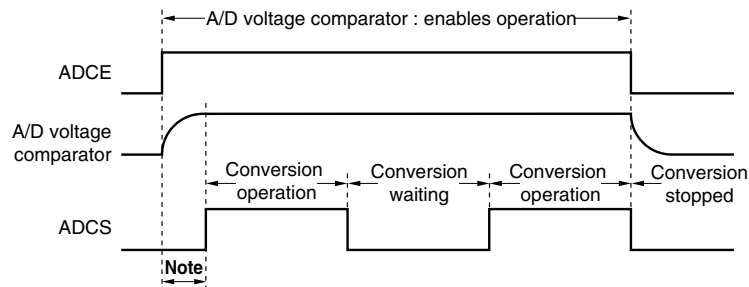 A/D voltage comparator : enables operation
ADCE
A/D voltage
comparator
Conversion
operation
Conversion
waiting
Conversion
operation
Conversion
stopped
ADCS
Note